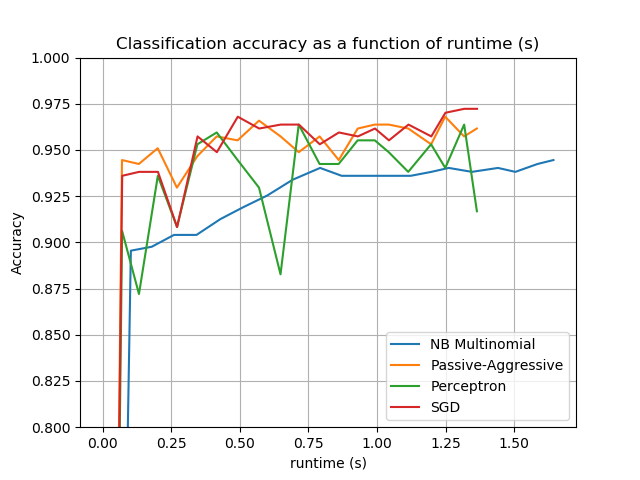 Classification accuracy as a function of runtime (s)
1.000
0.975
0.950
0.925
0.900
0.875
0.850
0.825
0.800
Accuracy
NB Multinomial
Passive-Aggressive
Perceptron
SGD
0.00 0.25 0.50 0.75 1.00 1.25 1.50
runtime (s)